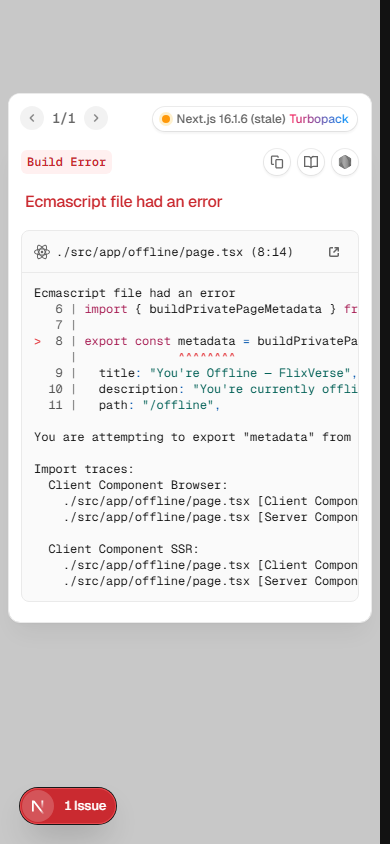 1/1
Next.js 16.1.6 (stale) Turbopack
Build Error
Ecmascript file had an error
./src/app/offline/page.tsx (8:14)
Ecmascript file had an error
6 | import { buildPrivatePageMetadata } fr
7 |
> 8 | export const metadata = buildPrivatePa
| ^^^^^^^^
9 | title: "You're Offline — FlixVerse",
10 | description: "You're currently offli
11 | path: "/offline",
You are attempting to export "metadata" from
Import traces:
Client Component Browser:
./src/app/offline/page.tsx [Client Compon
./src/app/offline/page.tsx [Server Compon
Client Component SSR:
./src/app/offline/page.tsx [Client Compon
./src/app/offline/page.tsx [Server Compon
N
1 Issue